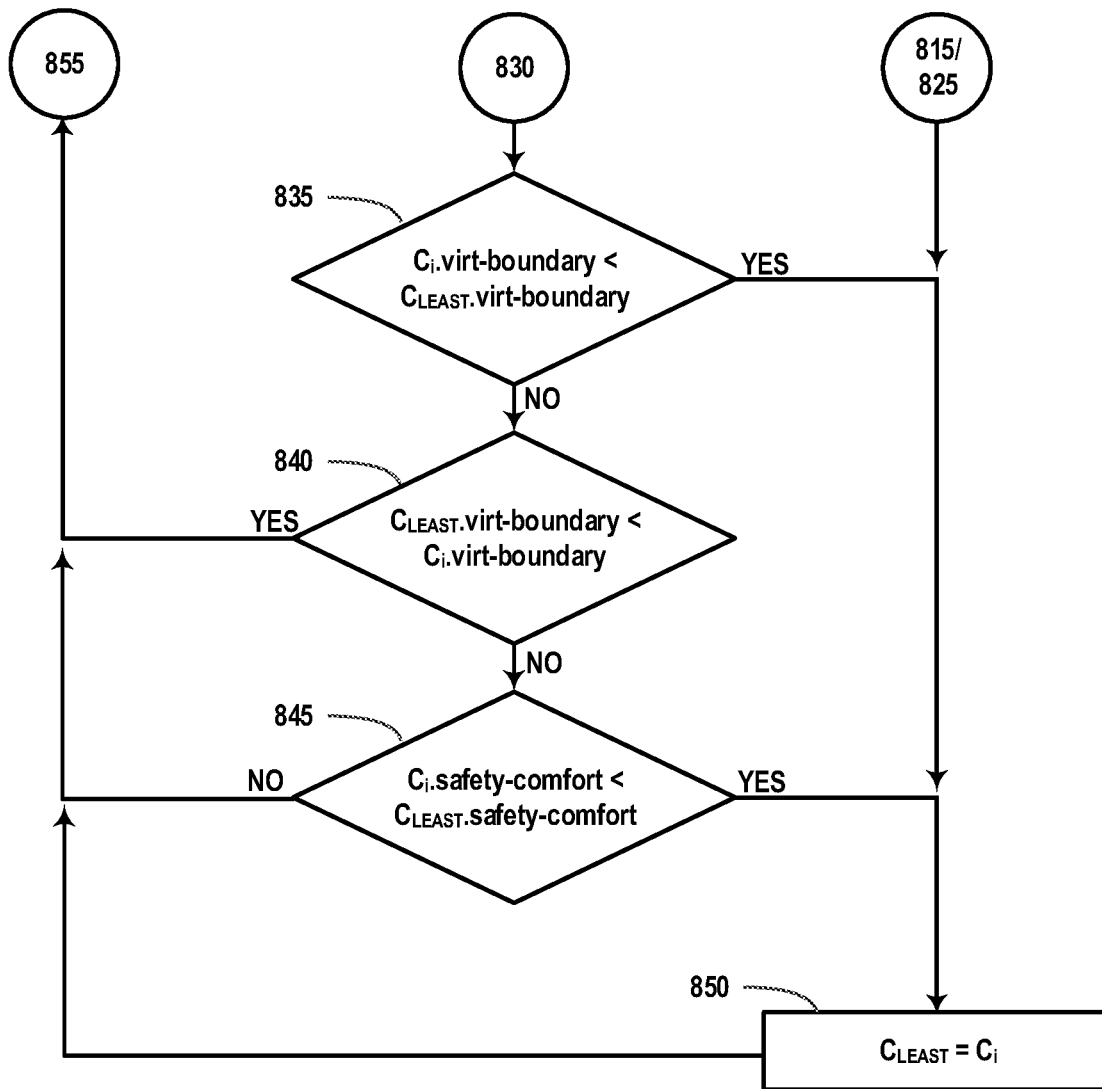 855
830
815/
825
835
Ci.virt-boundary <
CLEAST.virt-boundary
YES
NO
840
CLEAST.virt-boundary <
Ci.virt-boundary
YES
NO
845
Ci.safety-comfort <
CLEAST.safety-comfort
NO
YES
850
CLEAST = Ci